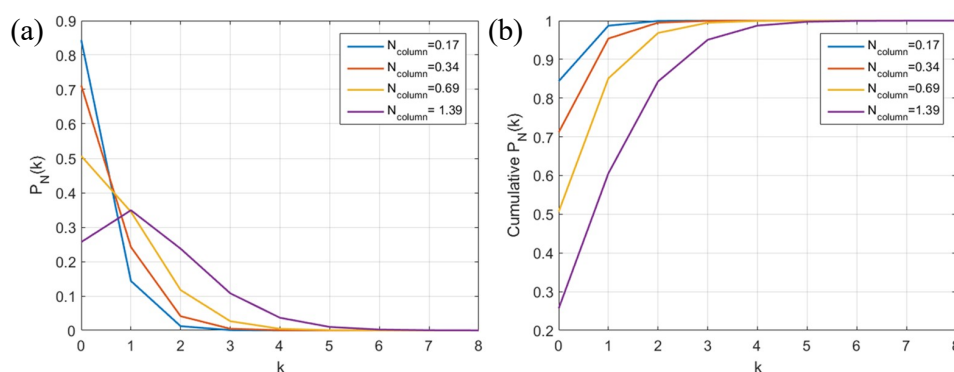 (a)
0.9
0.8
0.7
0.6
0.5
0.4
0.3
0.2
0.1
0
P_N(k)
0 1 2 3 4 5 6 7 8
k
N_column=0.17
N_column=0.34
N_column=0.69
N_column= 1.39
(b)
1
0.9
0.8
0.7
0.6
0.5
0.4
0.3
0.2
Cumulative P_N(k)
0 1 2 3 4 5 6 7 8
k
N_column=0.17
N_column=0.34
N_column=0.69
N_column=1.39